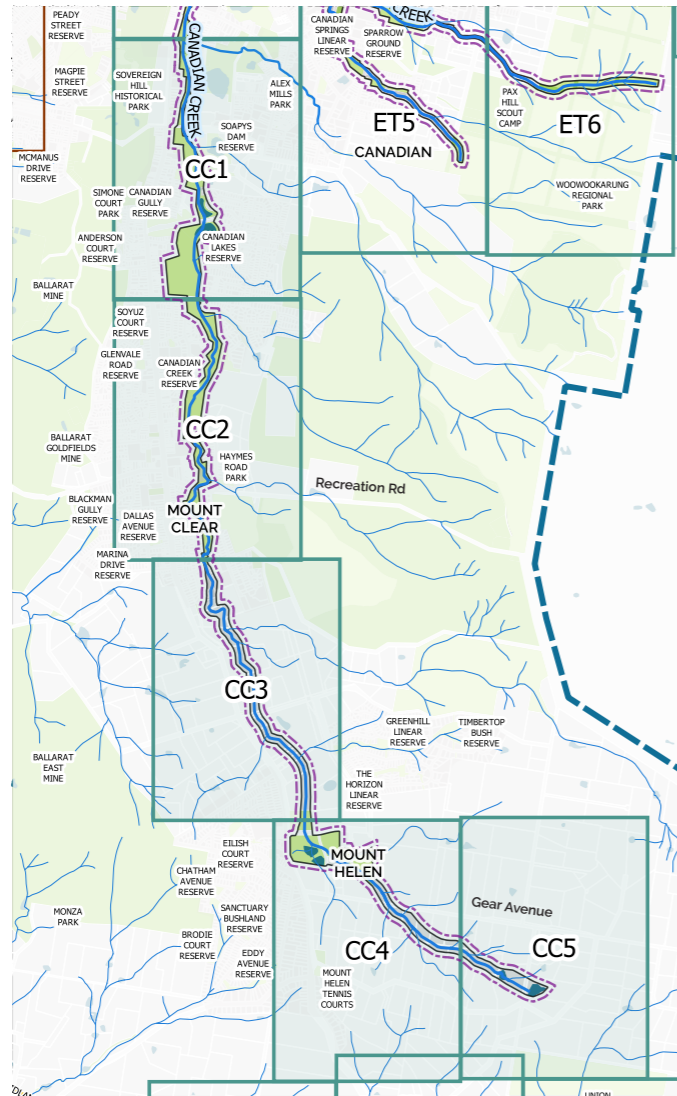 PEADY
STREET
RESERVE
CANADIAN CREEK
CANADIAN
SPRINGS
LINEAR
RESERVE
SPARROW
GROUND
RESERVE
CREEK
MAGPIE
STREET
RESERVE
SOVEREIGN
HILL
HISTORICAL
PARK
ALEX
MILLS
PARK
PAX
HILL
SCOUT
CAMP
ET5
ET6
CANADIAN
SOAPYS
DAM
RESERVE
MCMANUS
DRIVE
RESERVE
CC1
WOOWOOKARUNG
REGIONAL
PARK
SIMONE
COURT
PARK
CANADIAN
GULLY
RESERVE
ANDERSON
COURT
RESERVE
CANADIAN
LAKES
RESERVE
BALLARAT
MINE
SOYUZ
COURT
RESERVE
GLENVALE
ROAD
RESERVE
CANADIAN
CREEK
RESERVE
CC2
BALLARAT
GOLDFIELDS
MINE
HAYMES
ROAD
PARK
Recreation Rd
BLACKMAN
GULLY
RESERVE
DALLAS
AVENUE
RESERVE
MOUNT
CLEAR
MARINA
DRIVE
RESERVE
CC3
GREENHILL
LINEAR
RESERVE
TIMBERTOP
BUSH
RESERVE
BALLARAT
EAST
MINE
THE
HORIZON
LINEAR
RESERVE
EILISH
COURT
RESERVE
MOUNT
HELEN
CHATHAM
AVENUE
RESERVE
MONZA
PARK
SANCTUARY
BUSHLAND
RESERVE
Gear Avenue
BRODIE
COURT
RESERVE
EDDY
AVENUE
RESERVE
CC4
CC5
MOUNT
HELEN
TENNIS
COURTS
UNION